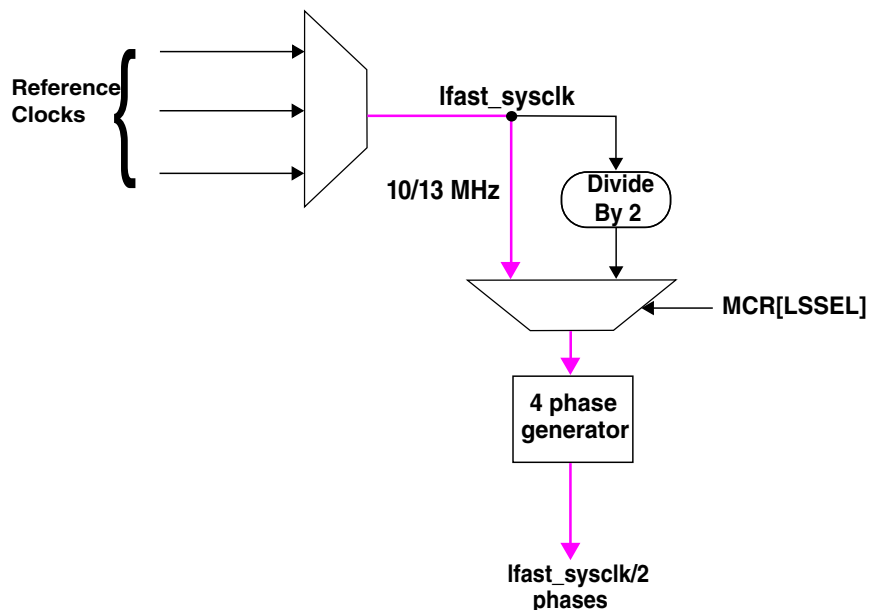 Reference
Clocks
lfast_sysclk
10/13 MHz
Divide
By 2
MCR[LSSEL]
4 phase
generator
lfast_sysclk/2
phases